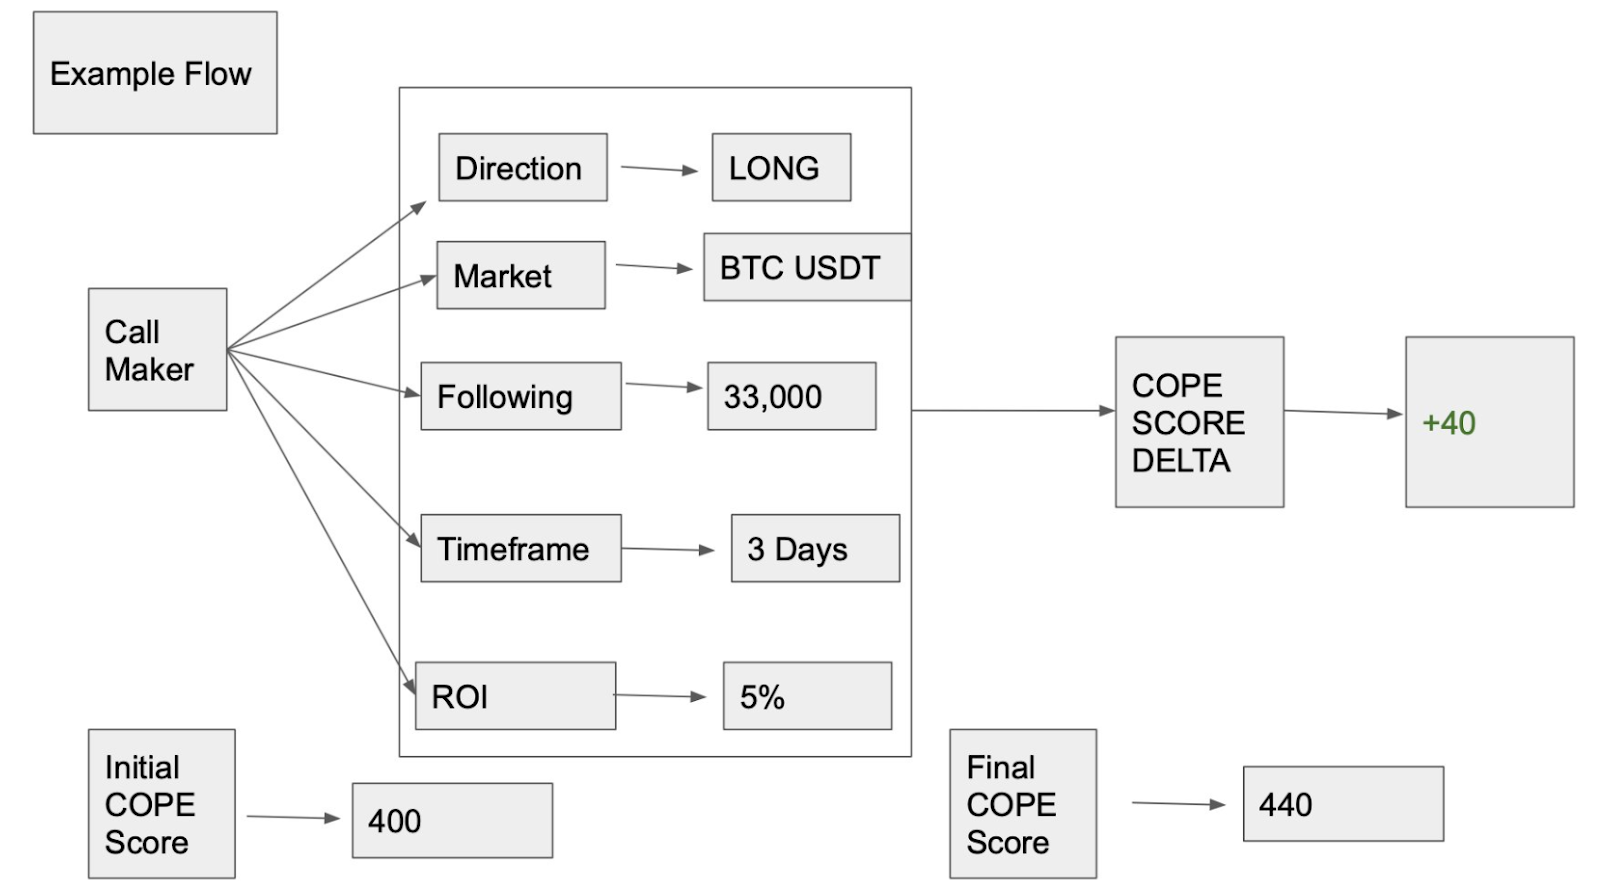 Example Flow
Direction
LONG
Market
BTC USDT
Call
Maker
Following
33,000
COPE
SCORE
DELTA
+40
Timeframe
3 Days
ROI
5%
Initial
COPE
Score
400
Final
COPE
Score
440